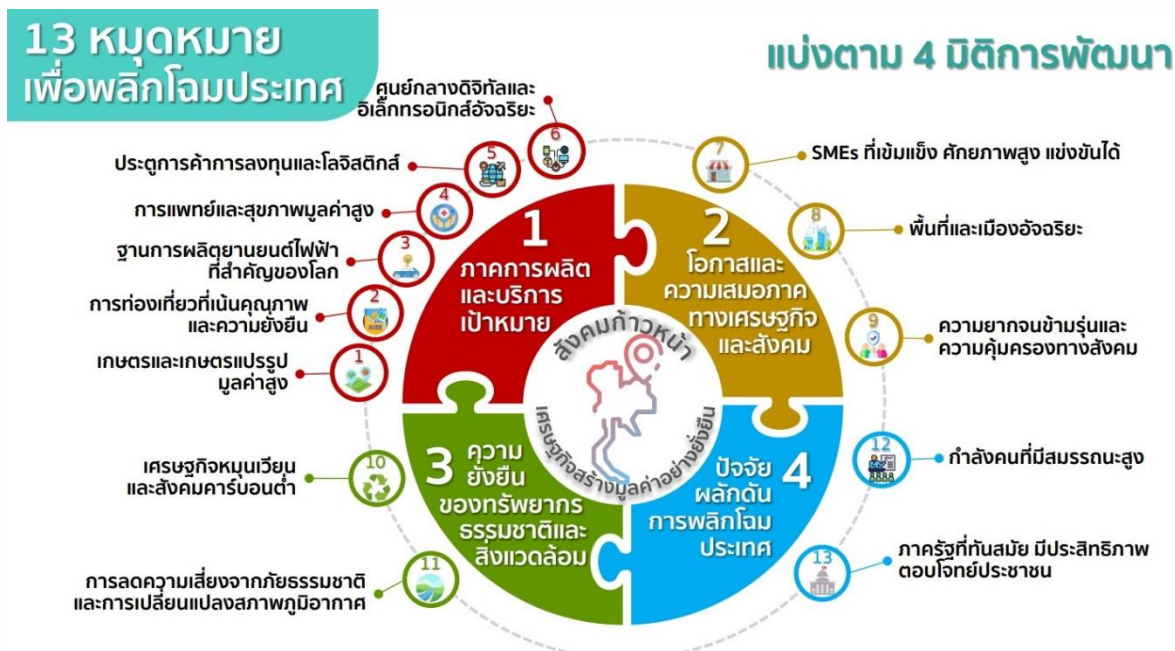 13 หมุดหมาย
เพื่อพลิกโฉมประเทศ
แบ่งตาม 4 มิติการพัฒนา
ศูนย์กลางดิจิทัลและ
อิเล็กทรอนิกส์อัจฉริยะ
6
ประตูการค้าการลงทุนและโลจิสติกส์
5
การแพทย์และสุขภาพมูลค่าสูง
4
ฐานการผลิตยานยนต์ไฟฟ้า
ที่สำคัญของโลก
3
การท่องเที่ยวที่เน้นคุณภาพ
และความยั่งยืน
2
เกษตรและเกษตรแปรรูป
มูลค่าสูง
1
1
ภาคการผลิต
และบริการ
เป้าหมาย
2
โอกาสและ
ความเสมอภาค
ทางเศรษฐกิจ
และสังคม
7
SMEs ที่เข้มแข็ง ศักยภาพสูง แข่งขันได้
8
พื้นที่และเมืองอัจฉริยะ
9
ความยากจนข้ามรุ่นและ
ความคุ้มครองทางสังคม
สังคมก้าวหน้า
เศรษฐกิจสร้างมูลค่าอย่างยั่งยืน
3
ความ
ยั่งยืน
ของทรัพยากร
ธรรมชาติและ
สิ่งแวดล้อม
10
เศรษฐกิจหมุนเวียน
และสังคมคาร์บอนต่ำ
11
การลดความเสี่ยงจากภัยธรรมชาติ
และการเปลี่ยนแปลงสภาพภูมิอากาศ
4
ปัจจัย
ผลักดัน
การพลิกโฉม
ประเทศ
12
กำลังคนที่มีสมรรถนะสูง
13
ภาครัฐที่ทันสมัย มีประสิทธิภาพ
ตอบโจทย์ประชาชน